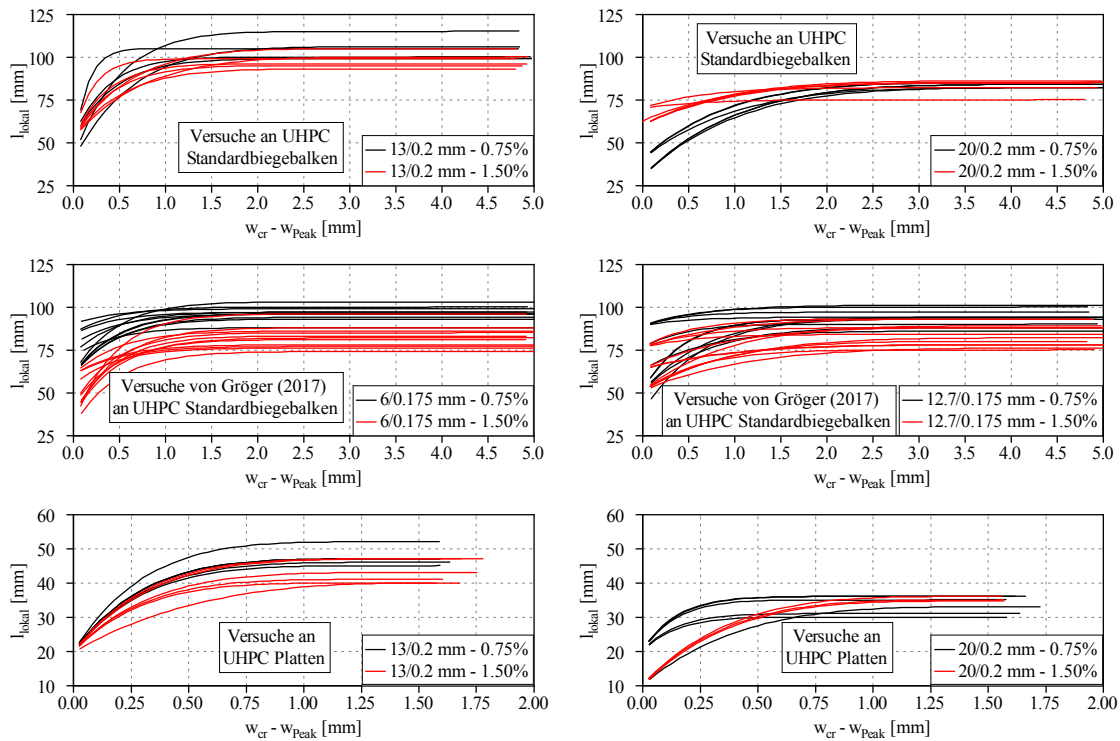 125
100
75
50
25
l_lokal [mm]
Versuche an UHPC
Standardbiegebalken
13/0.2 mm - 0.75%
13/0.2 mm - 1.50%
0.0 0.5 1.0 1.5 2.0 2.5 3.0 3.5 4.0 4.5 5.0
w_cr - w_Peak [mm]
125
100
75
50
25
l_lokal [mm]
Versuche an UHPC
Standardbiegebalken
20/0.2 mm - 0.75%
20/0.2 mm - 1.50%
0.0 0.5 1.0 1.5 2.0 2.5 3.0 3.5 4.0 4.5 5.0
w_cr - w_Peak [mm]
125
100
75
50
25
l_lokal [mm]
Versuche von Gröger (2017)
an UHPC Standardbiegebalken
6/0.175 mm - 0.75%
6/0.175 mm - 1.50%
0.0 0.5 1.0 1.5 2.0 2.5 3.0 3.5 4.0 4.5 5.0
w_cr - w_Peak [mm]
125
100
75
50
25
l_lokal [mm]
Versuche von Gröger (2017)
an UHPC Standardbiegebalken
12.7/0.175 mm - 0.75%
12.7/0.175 mm - 1.50%
0.0 0.5 1.0 1.5 2.0 2.5 3.0 3.5 4.0 4.5 5.0
w_cr - w_Peak [mm]
60
50
40
30
20
10
l_lokal [mm]
Versuche an
UHPC Platten
13/0.2 mm - 0.75%
13/0.2 mm - 1.50%
0.00 0.25 0.50 0.75 1.00 1.25 1.50 1.75 2.00
w_cr - w_Peak [mm]
60
50
40
30
20
10
l_lokal [mm]
Versuche an
UHPC Platten
20/0.2 mm - 0.75%
20/0.2 mm - 1.50%
0.00 0.25 0.50 0.75 1.00 1.25 1.50 1.75 2.00
w_cr - w_Peak [mm]